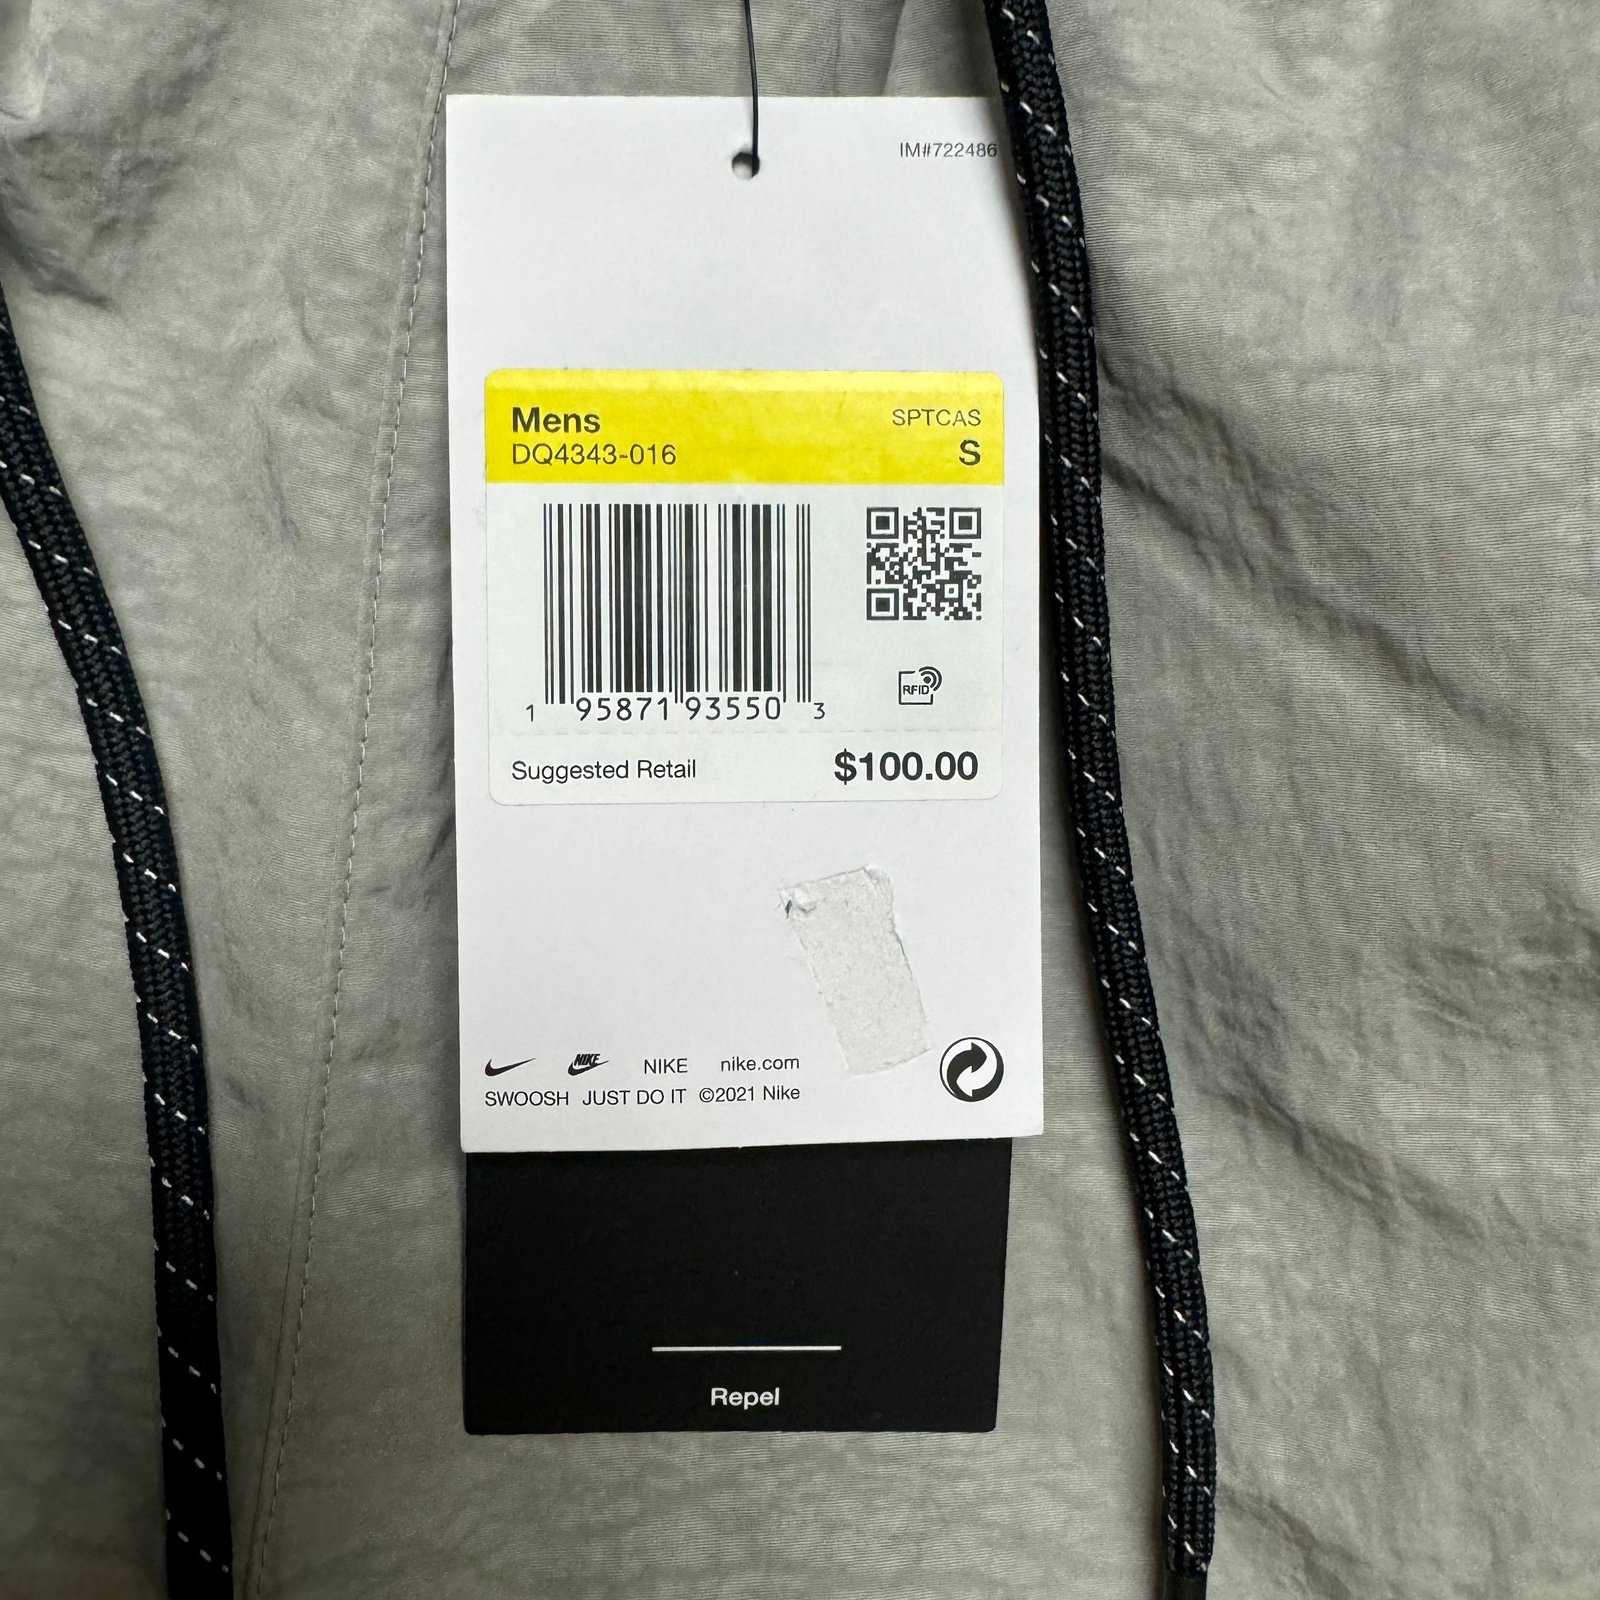 IM#722486
Mens SPTCAS
DQ4343-016 S
RFID
1 95871 93550 3
Suggested Retail $100.00
NIKE NIKE nike.com
SWOOSH JUST DO IT ©2021 Nike
Repel